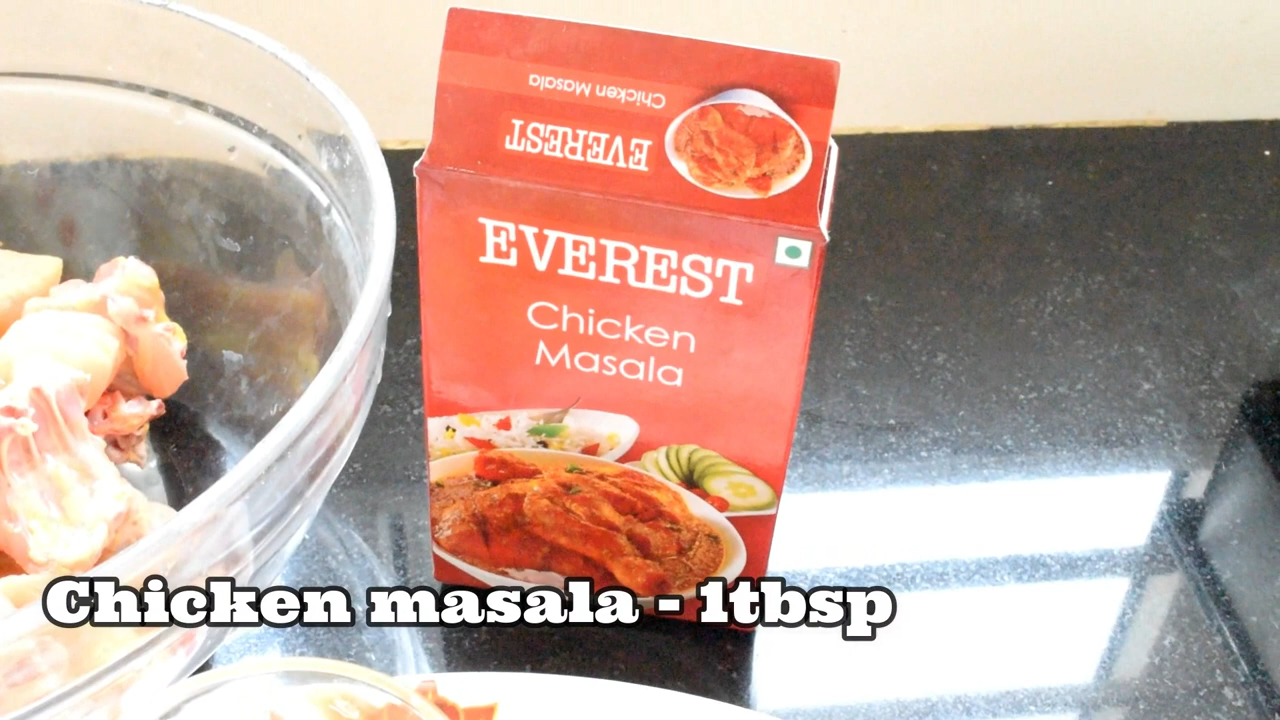 Chicken Masala
EVEREST
EVEREST
Chicken
Masala
Chicken masala - 1tbsp